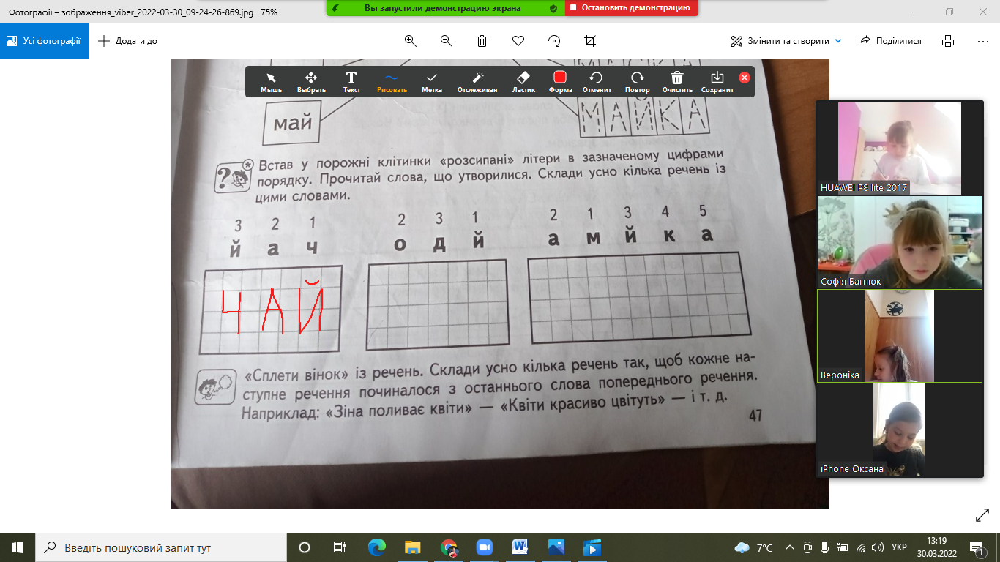 Фотографії – зображення_viber_2022-03-30_09-24-26-869.jpg 75%
Вы запустили демонстрацию экрана
Остановить демонстрацию
Усі фотографії
Додати до
Змінити та створити
Поділитися
Мышь Выбрать Текст Рисовать Метка Отслеживан Ластик Форма Отменит Повтор Очистить Сохранит
май
МАЙКА
Встав у порожні клітинки «розсипані» літери в зазначеному цифрами
порядку. Прочитай слова, що утворилися. Склади усно кілька речень із
цими словами.
3 2 1 2 3 1 2 1 3 4 5
й а ч о д й а м й к а
ЧАЙ
«Сплети вінок» із речень. Склади усно кілька речень так, щоб кожне на-
ступне речення починалося з останнього слова попереднього речення.
Наприклад: «Зіна поливає квіти» — «Квіти красиво цвітуть» — і т. д.
47
HUAWEI P8 lite 2017
Софія Багнюк
Вероніка
iPhone Оксана
Введіть пошуковий запит тут
7°C
УКР
13:19
30.03.2022
1